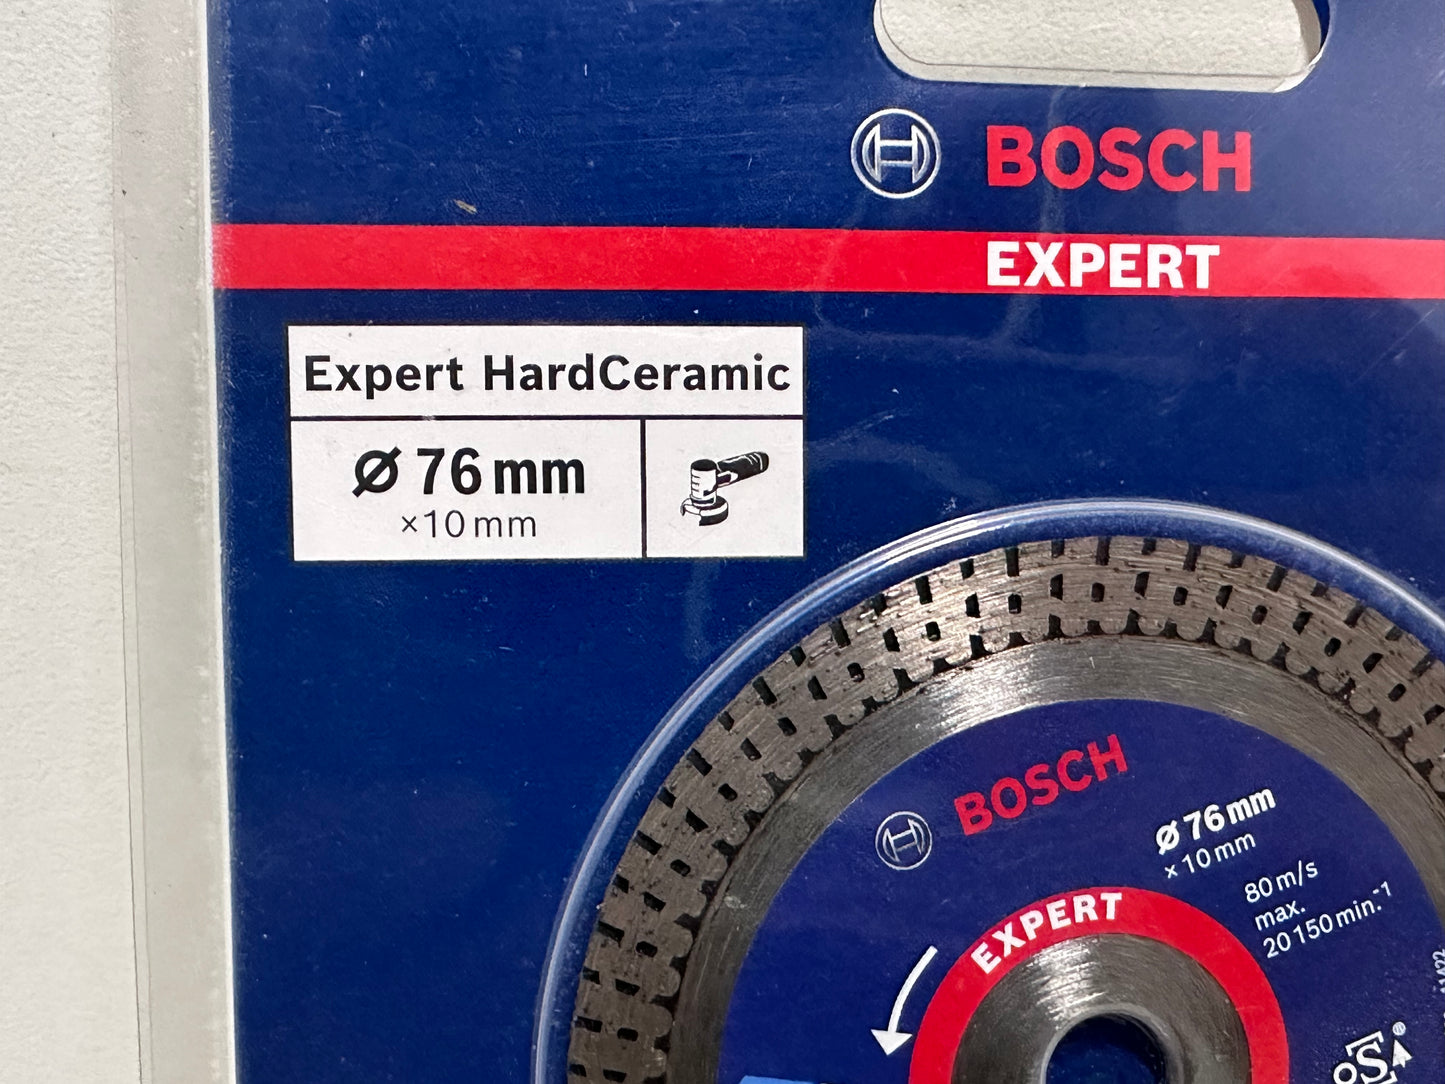 BOSCH
EXPERT
Expert HardCeramic
Ø 76 mm
×10 mm
BOSCH
Ø 76 mm
× 10 mm
80 m/s
max.
20 150 min.⁻¹
EXPERT